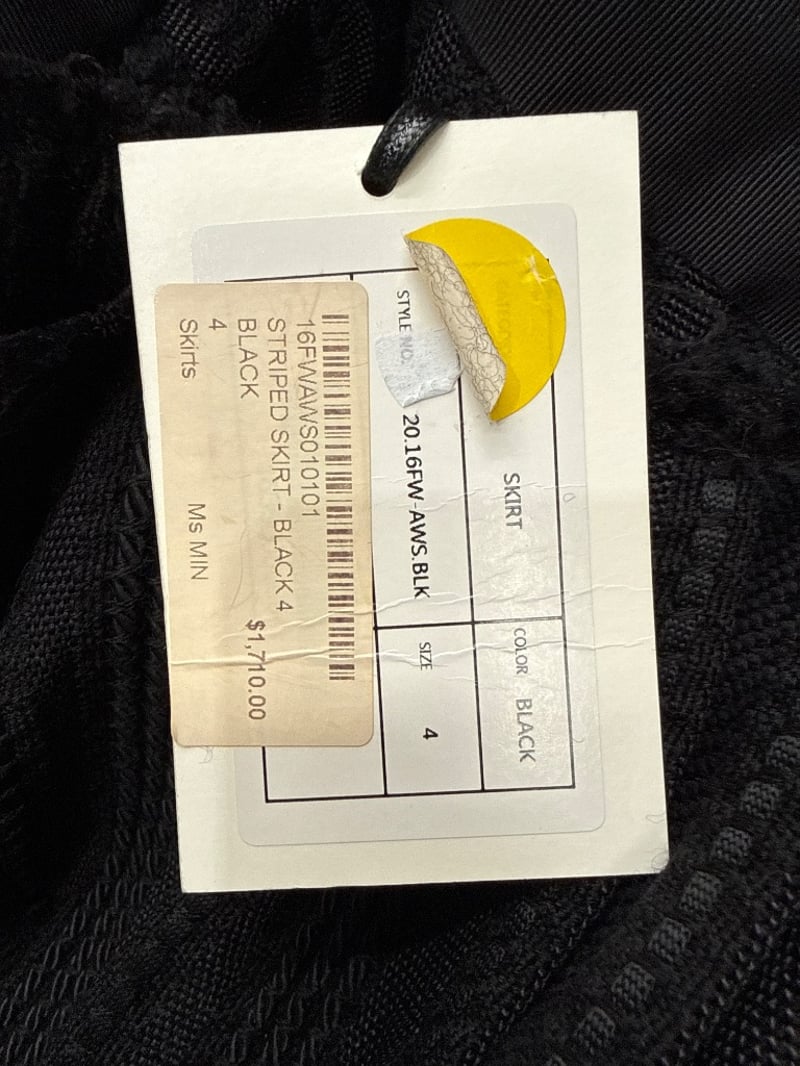 CATEGORY
SKIRT
COLOR BLACK
STYLE NO. 20.16FW-AWS.BLK
SIZE 4
16FWAWS010101
STRIPED SKIRT - BLACK 4
BLACK $1,710.00
4
Skirts Ms MIN